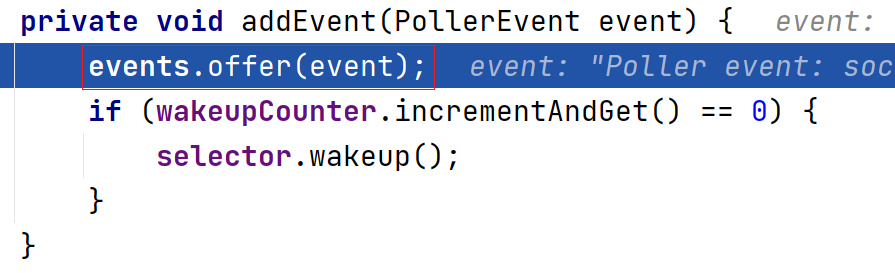 private void addEvent(PollerEvent event) {   event:
    events.offer(event);   event: "Poller event: soc
    if (wakeupCounter.incrementAndGet() == 0) {
        selector.wakeup();
    }
}